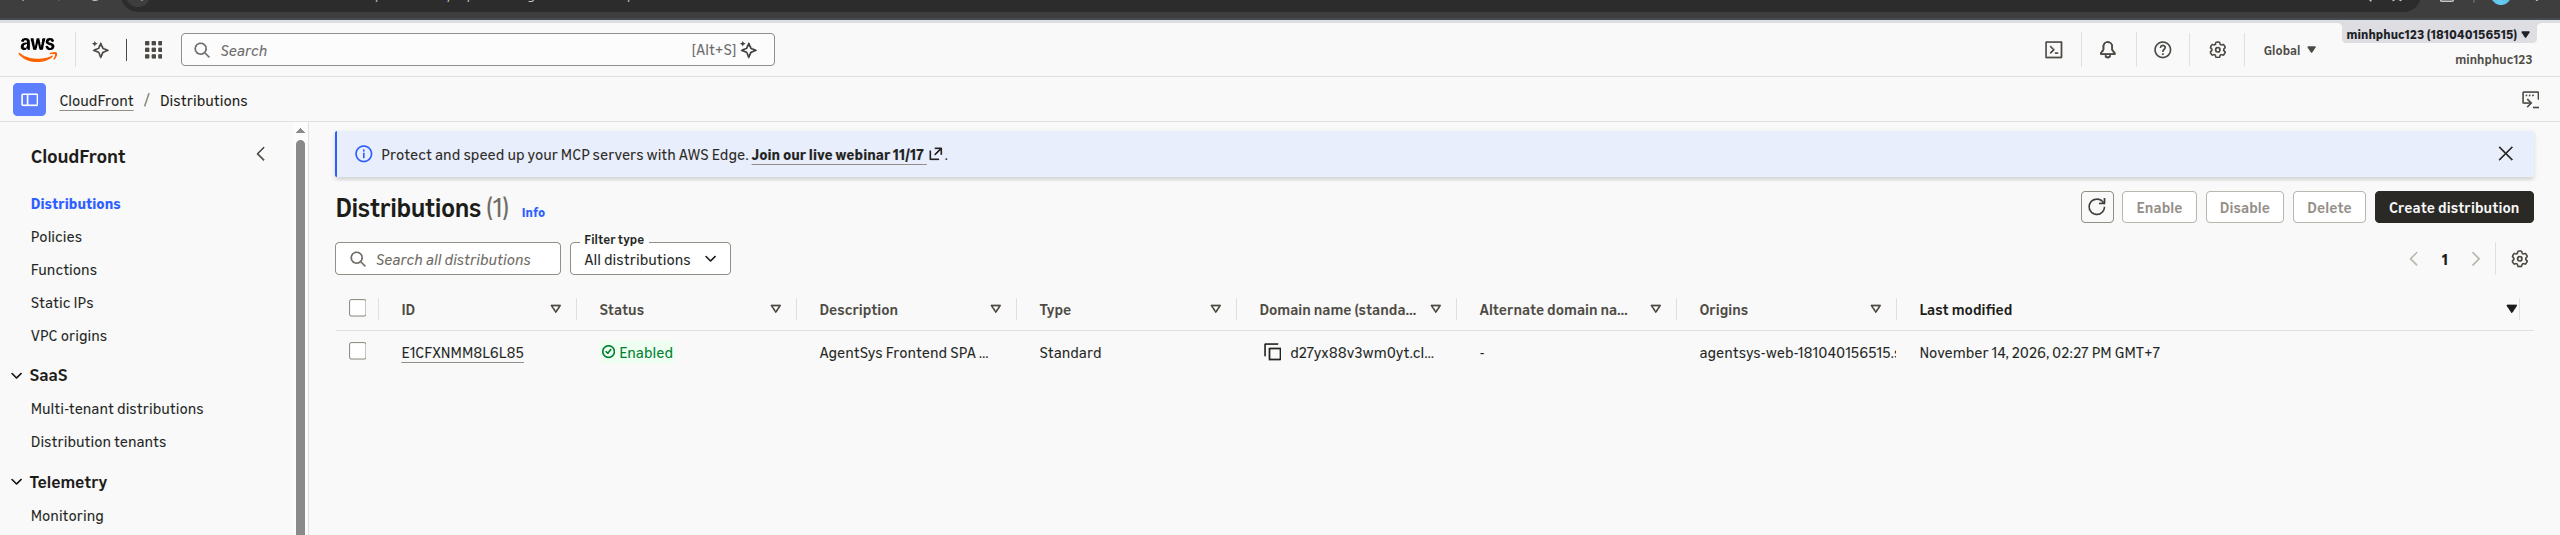 aws
Search [Alt+S]
Global
minhphuc123 (181040156515)
minhphuc123
CloudFront / Distributions
CloudFront
Distributions
Policies
Functions
Static IPs
VPC origins
SaaS
Multi-tenant distributions
Distribution tenants
Telemetry
Monitoring
Protect and speed up your MCP servers with AWS Edge. Join our live webinar 11/17 .
Distributions (1) Info
Enable Disable Delete Create distribution
Search all distributions
Filter type
All distributions
1
ID Status Description Type Domain name (standa... Alternate domain na... Origins Last modified
E1CFXNMM8L6L85 Enabled AgentSys Frontend SPA ... Standard d27yx88v3wm0yt.cl... - agentsys-web-181040156515. November 14, 2026, 02:27 PM GMT+7